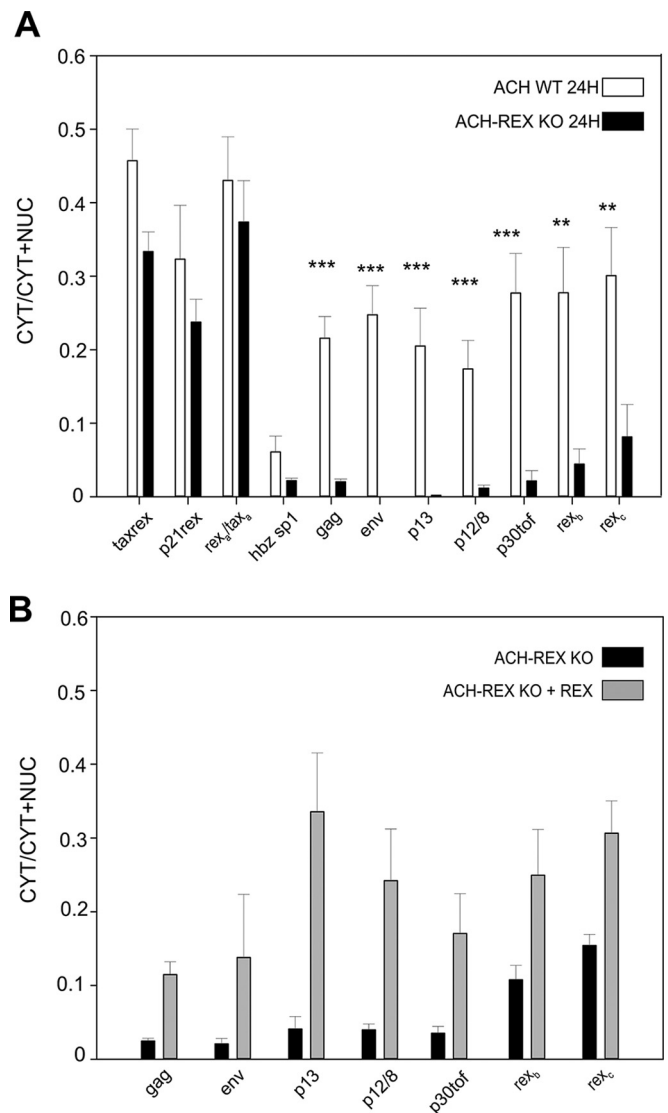 A
0.6
ACH WT 24H
ACH-REX KO 24H
0.5
0.4
CYT/CYT+NUC
0.3
0.2
0.1
0
*** *** *** *** *** ** **
taxrex p21rex rexa/taxa hbz sp1 gag env p13 p12/8 p30tof rexb rexc
B
0.6
ACH-REX KO
ACH-REX KO + REX
0.5
0.4
CYT/CYT+NUC
0.3
0.2
0.1
0
gag env p13 p12/8 p30tof rexb rexc